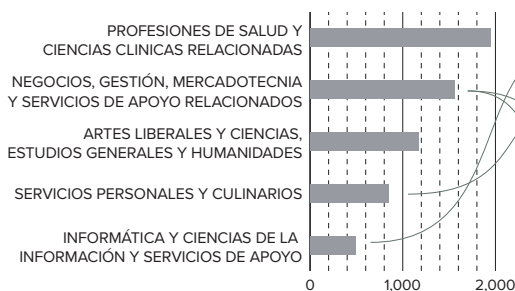 PROFESIONES DE SALUD Y
CIENCIAS CLINICAS RELACIONADAS
NEGOCIOS, GESTIÓN, MERCADOTECNIA
Y SERVICIOS DE APOYO RELACIONADOS
ARTES LIBERALES Y CIENCIAS,
ESTUDIOS GENERALES Y HUMANIDADES
SERVICIOS PERSONALES Y CULINARIOS
INFORMÁTICA Y CIENCIAS DE LA
INFORMACIÓN Y SERVICIOS DE APOYO
0 1,000 2,000